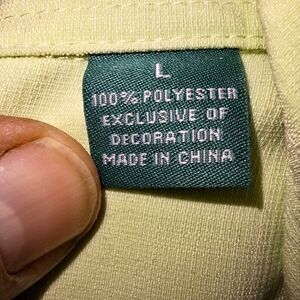 L
100% POLYESTER
EXCLUSIVE OF
DECORATION
MADE IN CHINA